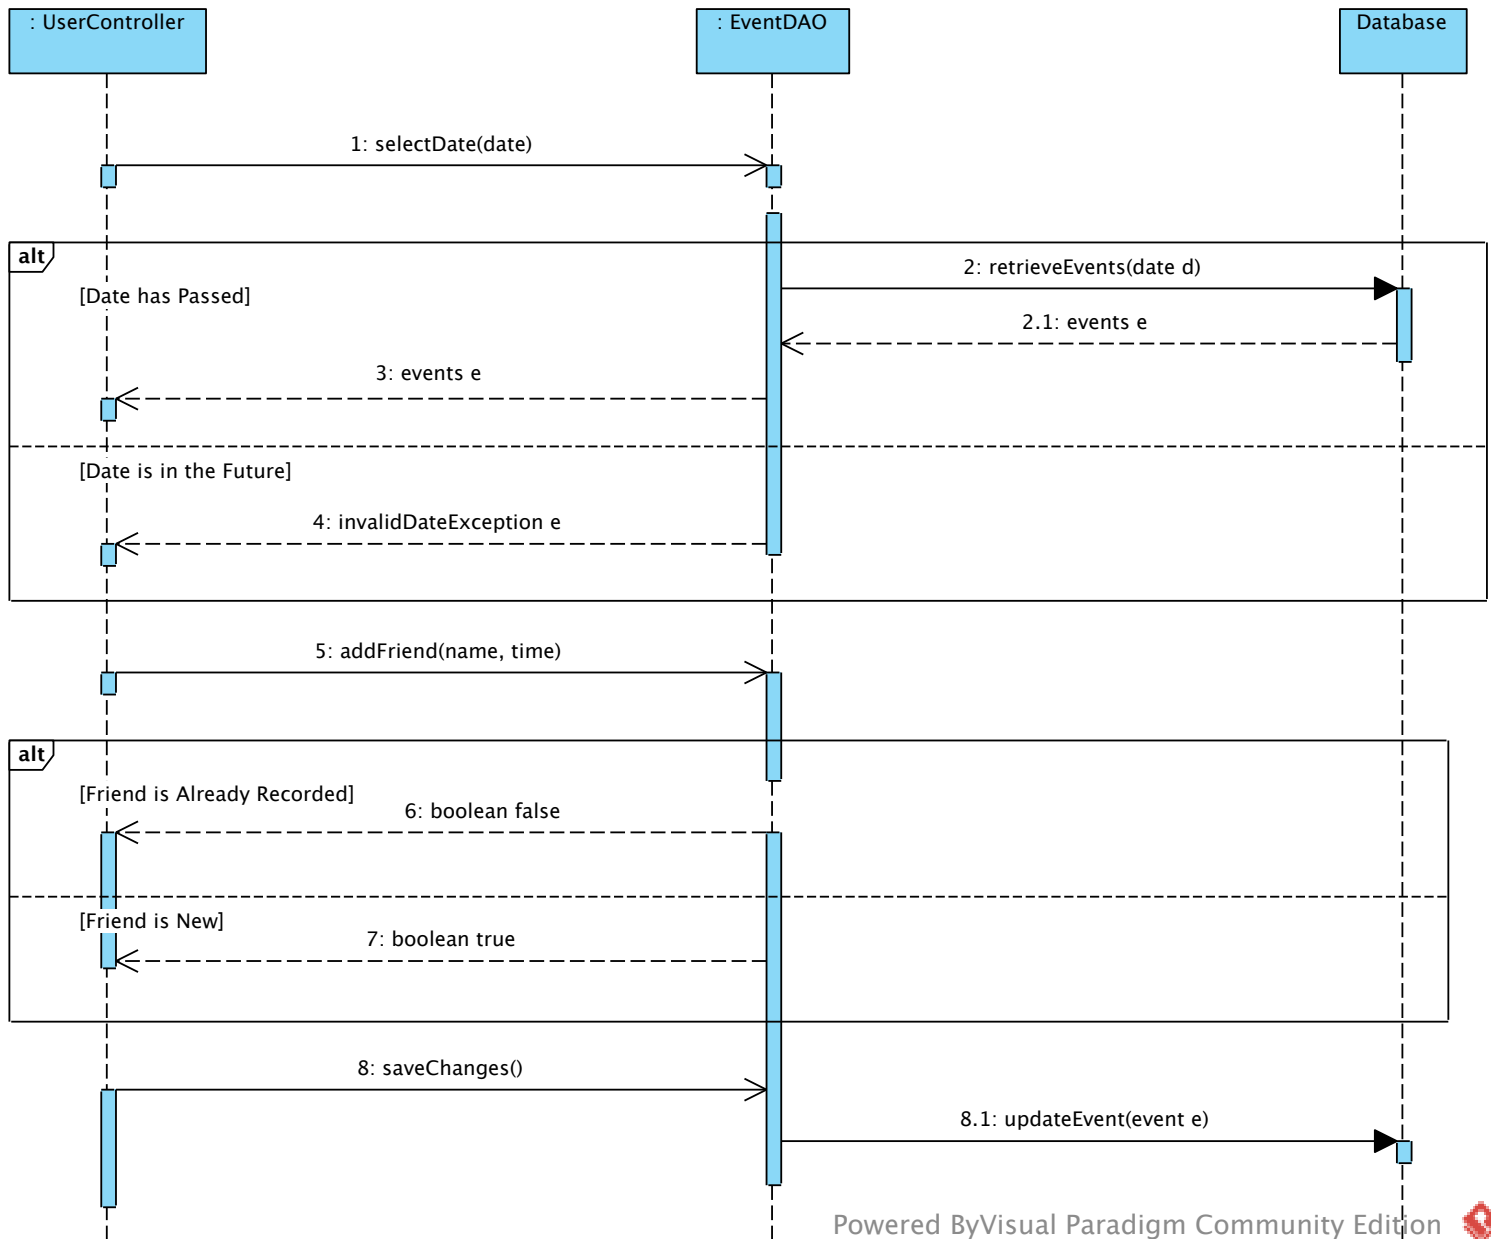 : UserController
: EventDAO
Database
1: selectDate(date)
alt
2: retrieveEvents(date d)
[Date has Passed]
2.1: events e
3: events e
[Date is in the Future]
4: invalidDateException e
5: addFriend(name, time)
alt
[Friend is Already Recorded]
6: boolean false
[Friend is New]
7: boolean true
8: saveChanges()
8.1: updateEvent(event e)
Powered ByVisual Paradigm Community Edition